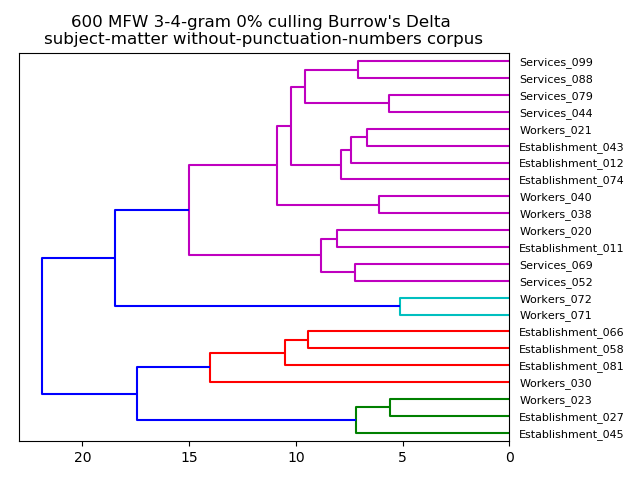 600 MFW 3-4-gram 0% culling Burrow's Delta
subject-matter without-punctuation-numbers corpus
Services_099
Services_088
Services_079
Services_044
Workers_021
Establishment_043
Establishment_012
Establishment_074
Workers_040
Workers_038
Workers_020
Establishment_011
Services_069
Services_052
Workers_072
Workers_071
Establishment_066
Establishment_058
Establishment_081
Workers_030
Workers_023
Establishment_027
Establishment_045
20 15 10 5 0